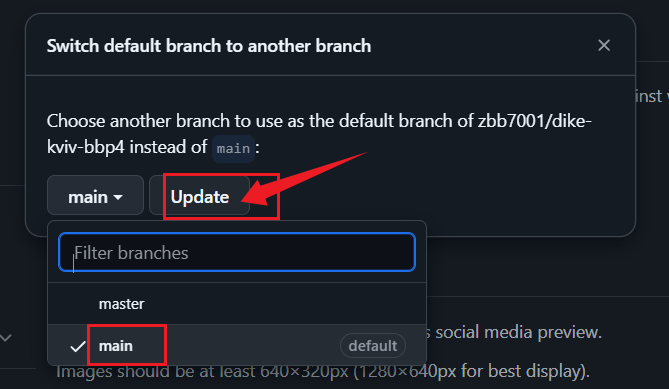 Switch default branch to another branch
inst
Choose another branch to use as the default branch of zbb7001/dike-
kviv-bbp4 instead of main:
main
Update
Filter branches
master
main
default
s social media preview.
Images should be at least 640×320px (1280×640px for best display).